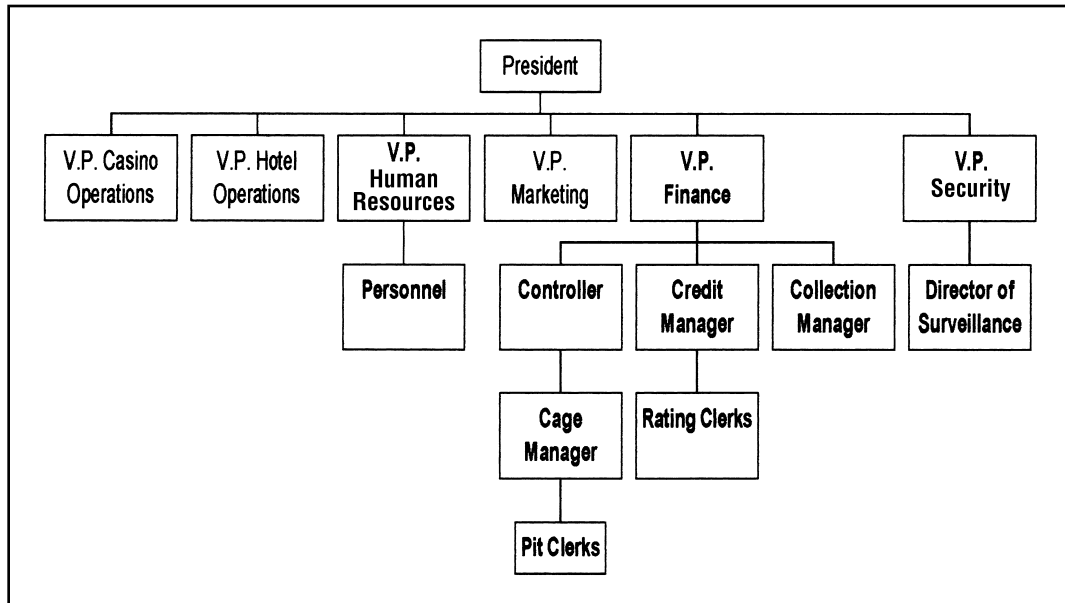 President
V.P. Casino
Operations
V.P. Hotel
Operations
V.P.
Human
Resources
V.P.
Marketing
V.P.
Finance
V.P.
Security
Personnel
Controller
Credit
Manager
Collection
Manager
Director of
Surveillance
Cage
Manager
Rating Clerks
Pit Clerks